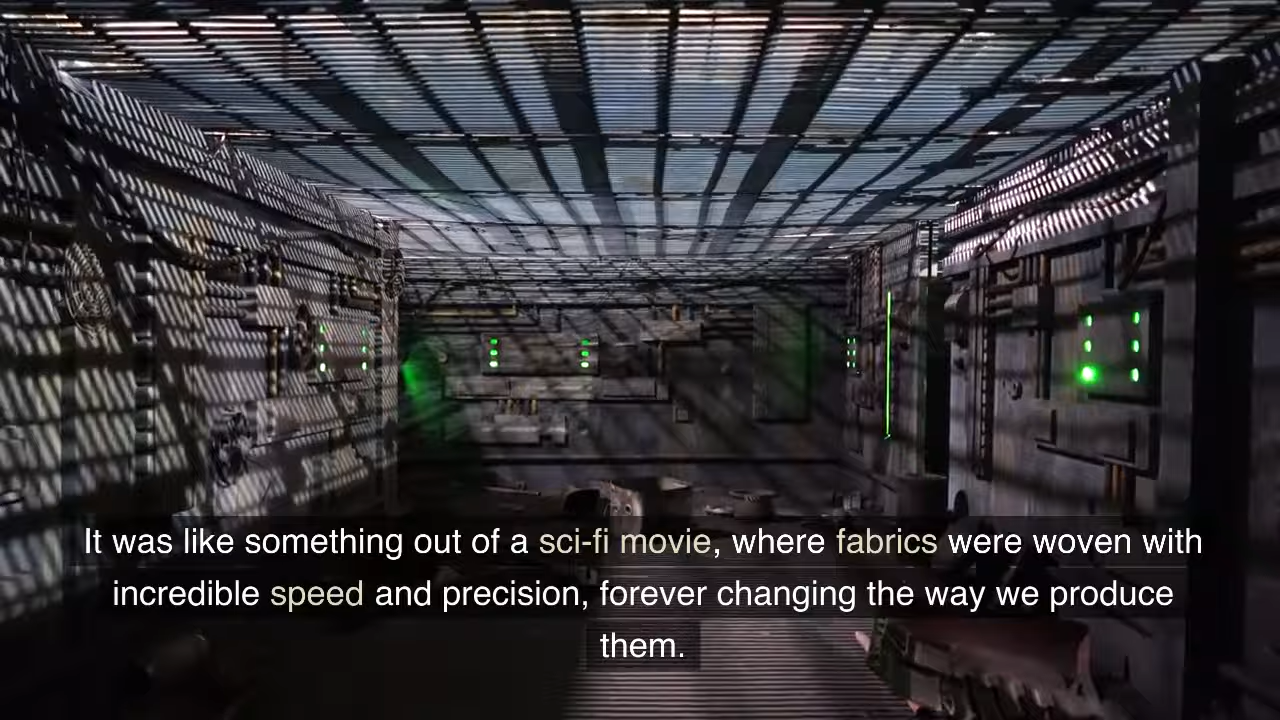 It was like something out of a sci-fi movie, where fabrics were woven with
incredible speed and precision, forever changing the way we produce
them.